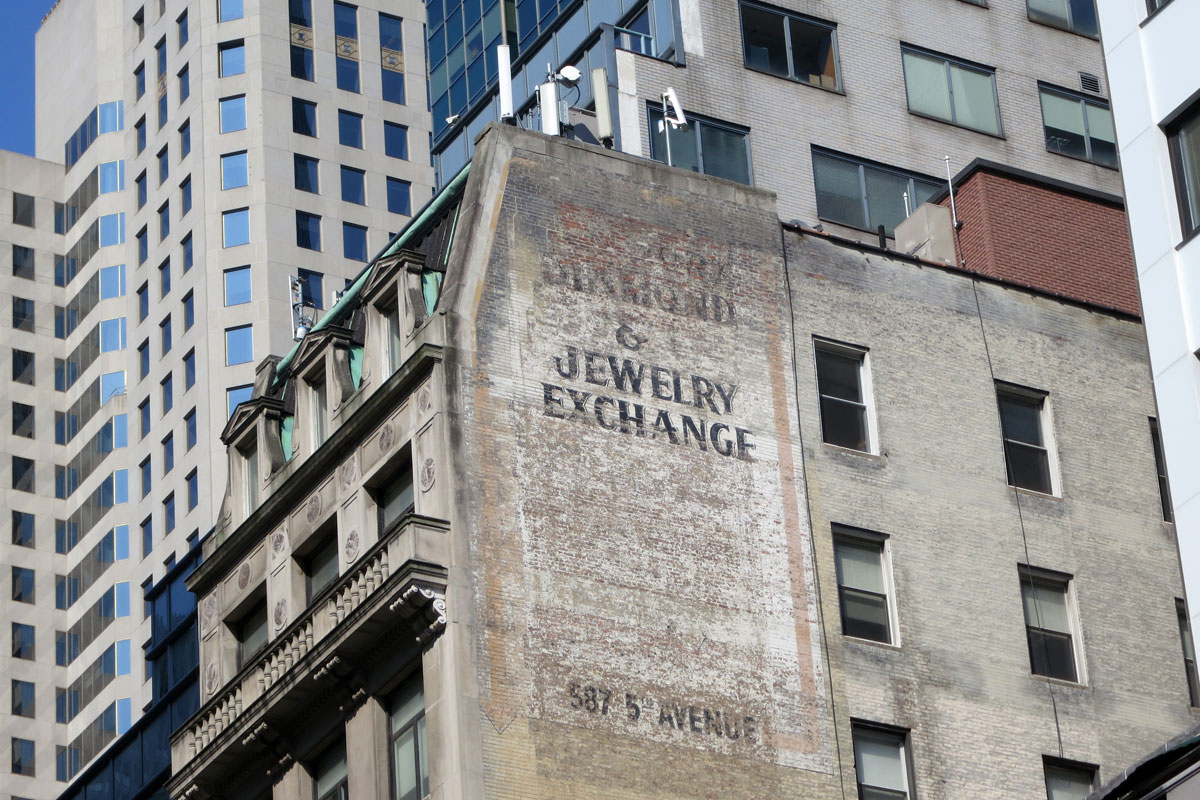 DIAMOND
&
JEWELRY
EXCHANGE
587 5TH AVENUE